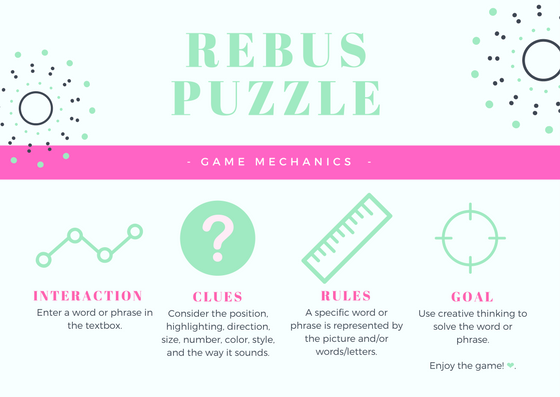 REBUS
PUZZLE
- GAME MECHANICS -
?
INTERACTION
Enter a word or phrase in
the textbox.
CLUES
Consider the position,
highlighting, direction,
size, number, color, style,
and the way it sounds.
RULES
A specific word or
phrase is represented by
the picture and/or
words/letters.
GOAL
Use creative thinking to
solve the word or
phrase.
Enjoy the game! ❤.